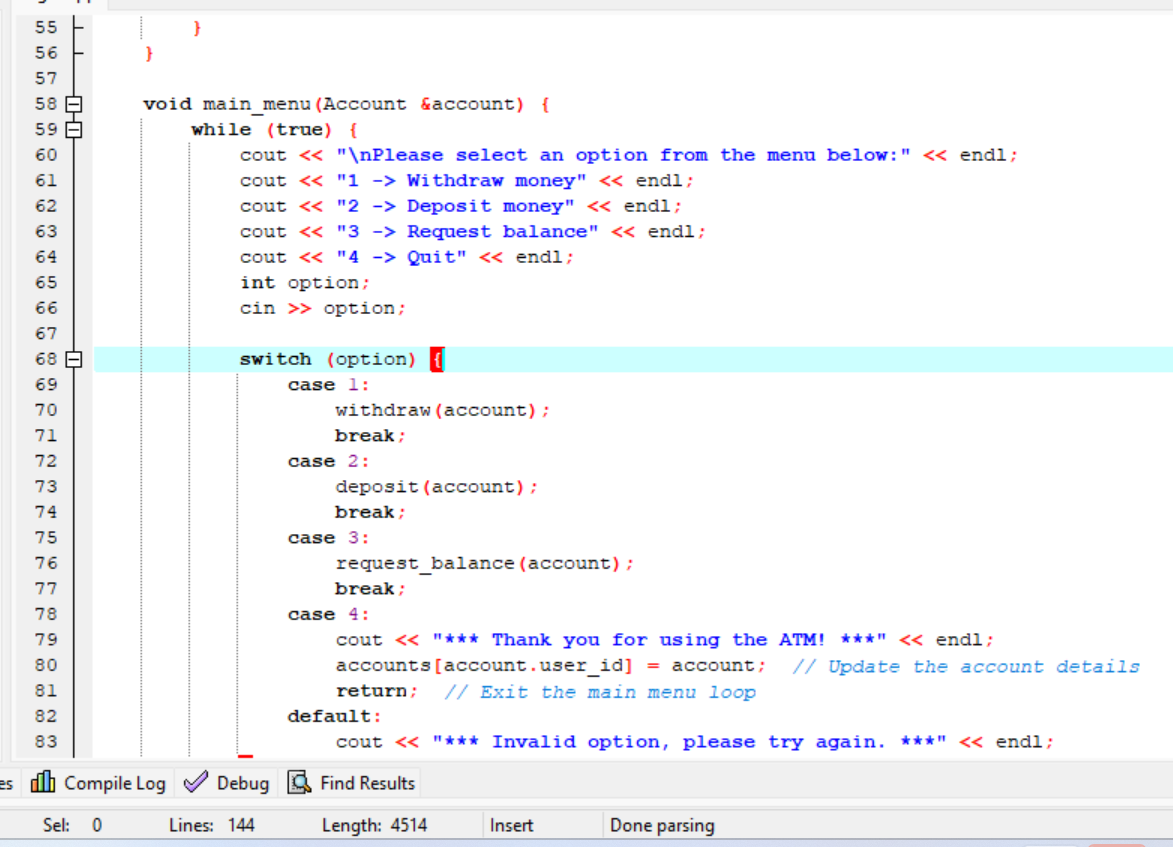 55 }
56 }
57
58 void main_menu(Account &account) {
59 while (true) {
60 cout << "\nPlease select an option from the menu below:" << endl;
61 cout << "1 -> Withdraw money" << endl;
62 cout << "2 -> Deposit money" << endl;
63 cout << "3 -> Request balance" << endl;
64 cout << "4 -> Quit" << endl;
65 int option;
66 cin >> option;
67
68 switch (option) {
69 case 1:
70 withdraw(account);
71 break;
72 case 2:
73 deposit(account);
74 break;
75 case 3:
76 request_balance(account);
77 break;
78 case 4:
79 cout << "*** Thank you for using the ATM! ***" << endl;
80 accounts[account.user_id] = account; // Update the account details
81 return; // Exit the main menu loop
82 default:
83 cout << "*** Invalid option, please try again. ***" << endl;
es Compile Log Debug Find Results
Sel: 0 Lines: 144 Length: 4514 Insert Done parsing